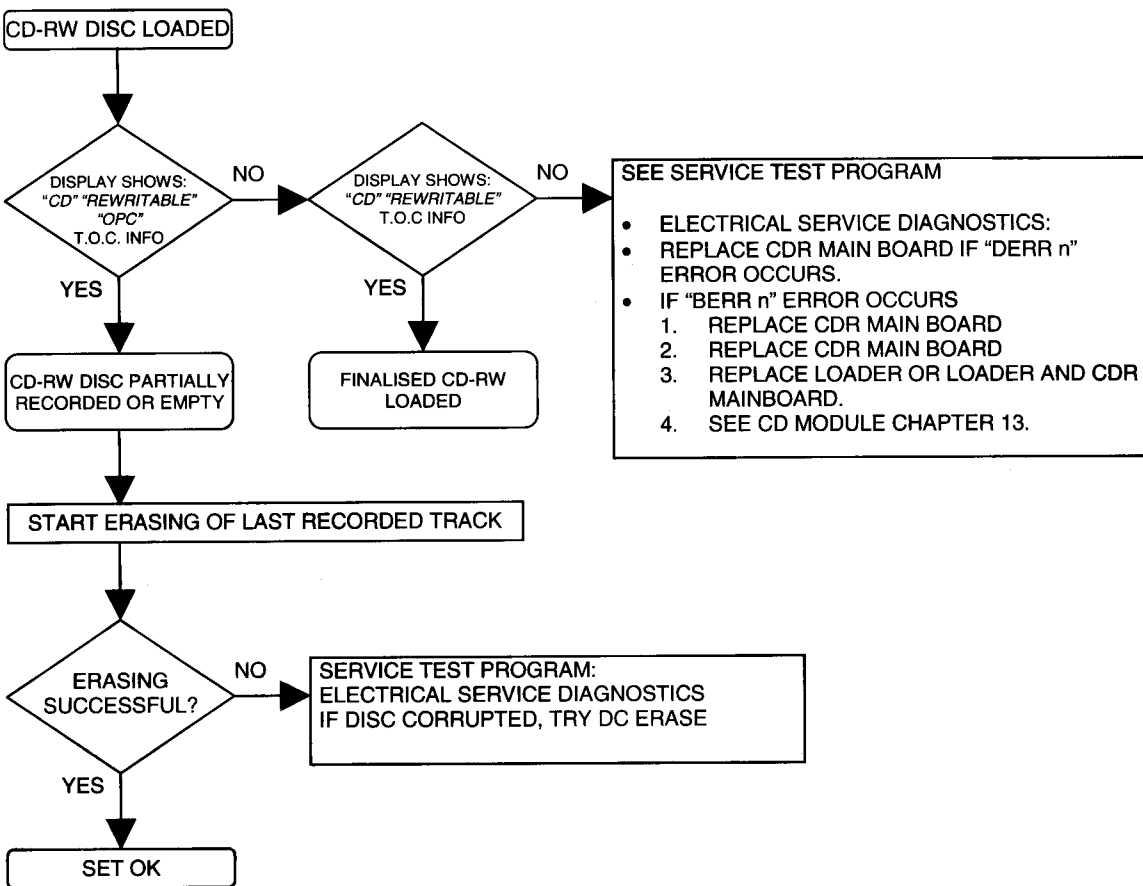 CD-RW DISC LOADED
DISPLAY SHOWS:
"CD" "REWRITABLE"
"OPC"
T.O.C. INFO
NO
DISPLAY SHOWS:
"CD" "REWRITABLE"
T.O.C INFO
NO
SEE SERVICE TEST PROGRAM
• ELECTRICAL SERVICE DIAGNOSTICS:
• REPLACE CDR MAIN BOARD IF "DERR n"
ERROR OCCURS.
• IF "BERR n" ERROR OCCURS
1. REPLACE CDR MAIN BOARD
2. REPLACE CDR MAIN BOARD
3. REPLACE LOADER OR LOADER AND CDR
MAINBOARD.
4. SEE CD MODULE CHAPTER 13.
YES
YES
CD-RW DISC PARTIALLY
RECORDED OR EMPTY
FINALISED CD-RW
LOADED
START ERASING OF LAST RECORDED TRACK
ERASING
SUCCESSFUL?
NO
SERVICE TEST PROGRAM:
ELECTRICAL SERVICE DIAGNOSTICS
IF DISC CORRUPTED, TRY DC ERASE
YES
SET OK